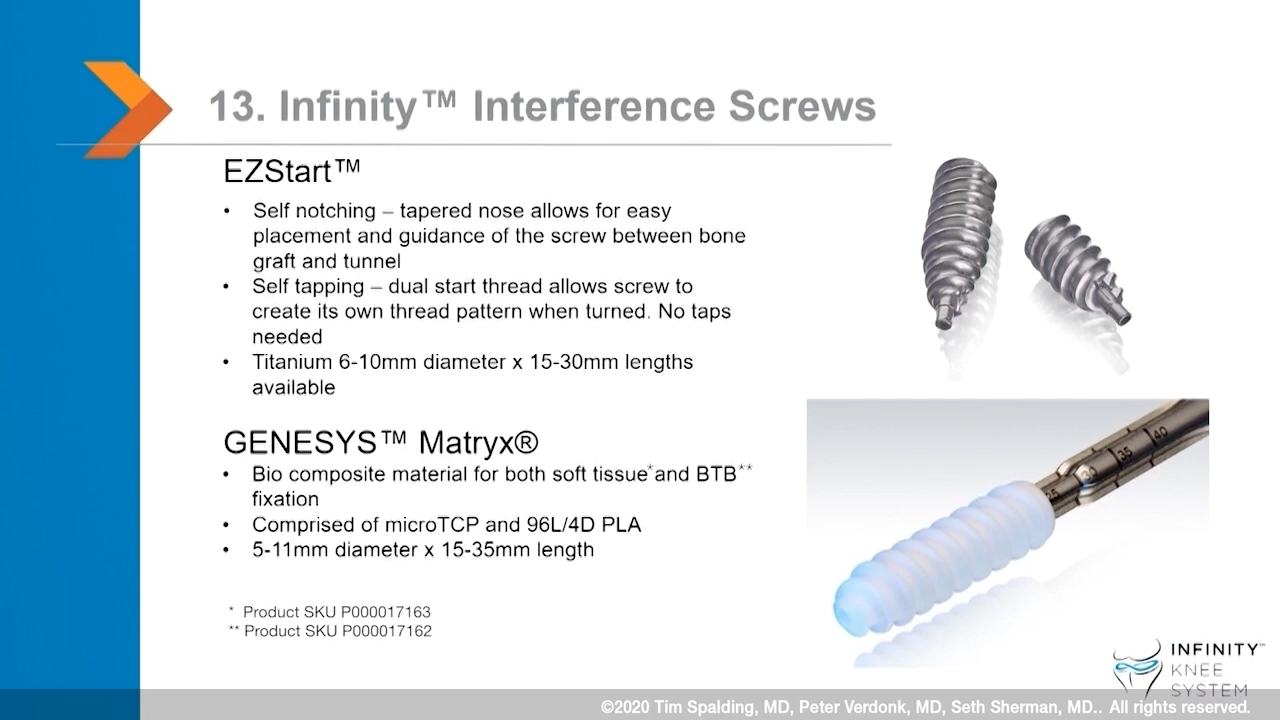 13. Infinity™ Interference Screws
EZStart™
• Self notching – tapered nose allows for easy
placement and guidance of the screw between bone
graft and tunnel
• Self tapping – dual start thread allows screw to
create its own thread pattern when turned. No taps
needed
• Titanium 6-10mm diameter x 15-30mm lengths
available
GENESYS™ Matryx®
• Bio composite material for both soft tissue* and BTB**
fixation
• Comprised of microTCP and 96L/4D PLA
• 5-11mm diameter x 15-35mm length
* Product SKU P000017163
** Product SKU P000017162
25 30 35 40
INFINITY™
KNEE
SYSTEM
©2020 Tim Spalding, MD, Peter Verdonk, MD, Seth Sherman, MD.. All rights reserved.